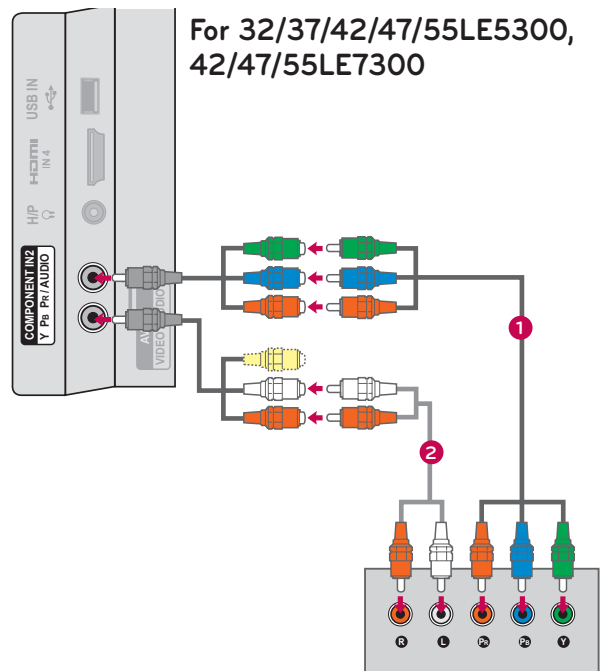 For 32/37/42/47/55LE5300,
42/47/55LE7300
USB IN
HDMI
IN 4
H/P
COMPONENT IN2
Y PB PR / AUDIO
AV
VIDEO
1
2
R
L
PR
PB
Y